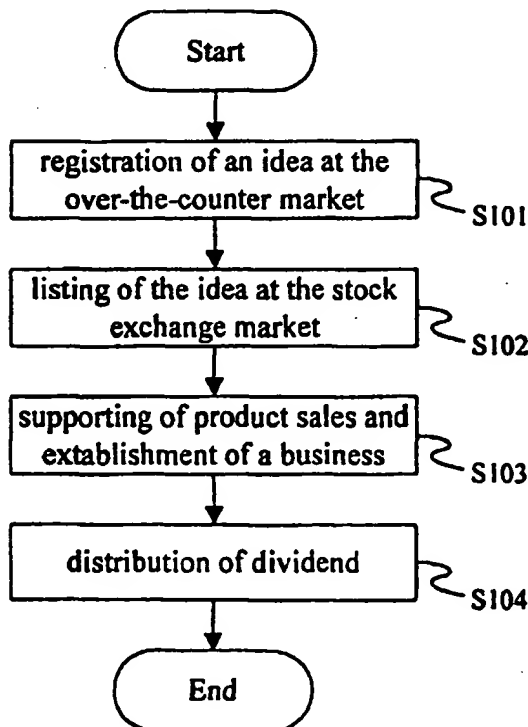 Start
registration of an idea at the
over-the-counter market
S101
listing of the idea at the stock
exchange market
S102
supporting of product sales and
extablishment of a business
S103
distribution of dividend
S104
End